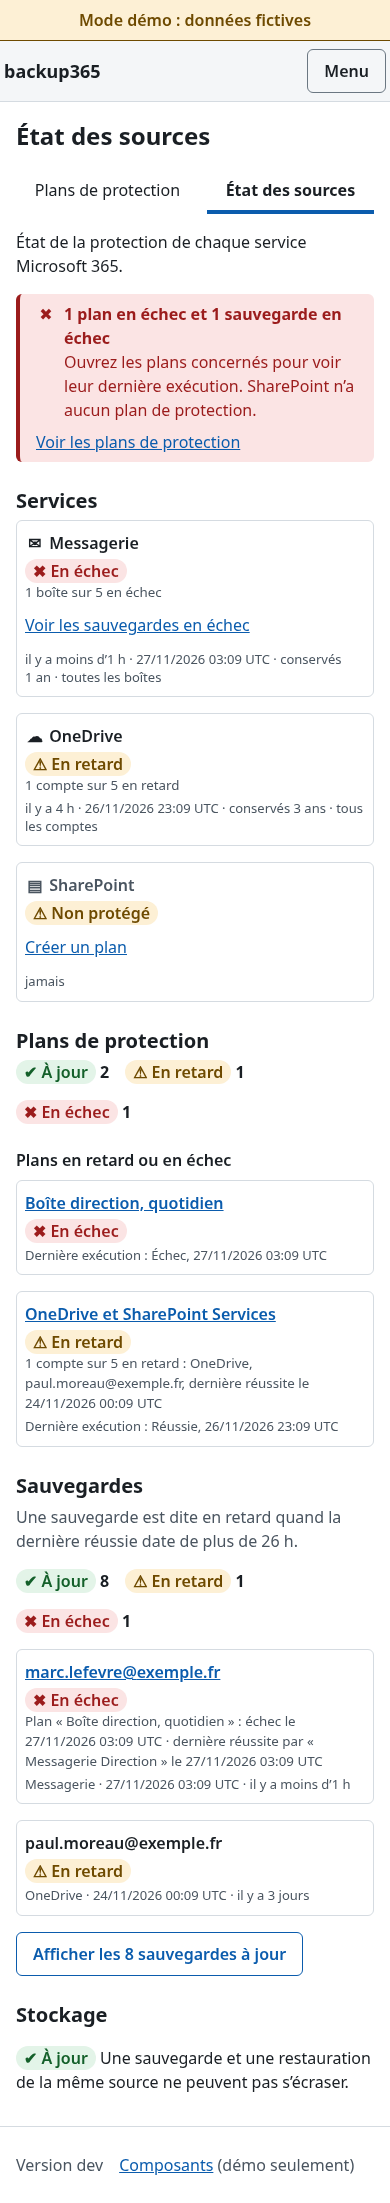 Mode démo : données fictives
backup365
Menu
État des sources
Plans de protection
État des sources
État de la protection de chaque service
Microsoft 365.
✖ 1 plan en échec et 1 sauvegarde en
échec
Ouvrez les plans concernés pour voir
leur dernière exécution. SharePoint n’a
aucun plan de protection.
Voir les plans de protection
Services
✉ Messagerie
✖ En échec
1 boîte sur 5 en échec
Voir les sauvegardes en échec
il y a moins d’1 h · 27/11/2026 03:09 UTC · conservés
1 an · toutes les boîtes
☁ OneDrive
⚠ En retard
1 compte sur 5 en retard
il y a 4 h · 26/11/2026 23:09 UTC · conservés 3 ans · tous
les comptes
▤ SharePoint
⚠ Non protégé
Créer un plan
jamais
Plans de protection
✔ À jour 2 ⚠ En retard 1
✖ En échec 1
Plans en retard ou en échec
Boîte direction, quotidien
✖ En échec
Dernière exécution : Échec, 27/11/2026 03:09 UTC
OneDrive et SharePoint Services
⚠ En retard
1 compte sur 5 en retard : OneDrive,
paul.moreau@exemple.fr, dernière réussite le
24/11/2026 00:09 UTC
Dernière exécution : Réussie, 26/11/2026 23:09 UTC
Sauvegardes
Une sauvegarde est dite en retard quand la
dernière réussie date de plus de 26 h.
✔ À jour 8 ⚠ En retard 1
✖ En échec 1
marc.lefevre@exemple.fr
✖ En échec
Plan « Boîte direction, quotidien » : échec le
27/11/2026 03:09 UTC · dernière réussite par «
Messagerie Direction » le 27/11/2026 03:09 UTC
Messagerie · 27/11/2026 03:09 UTC · il y a moins d’1 h
paul.moreau@exemple.fr
⚠ En retard
OneDrive · 24/11/2026 00:09 UTC · il y a 3 jours
Afficher les 8 sauvegardes à jour
Stockage
✔ À jour Une sauvegarde et une restauration
de la même source ne peuvent pas s’écraser.
Version dev Composants (démo seulement)